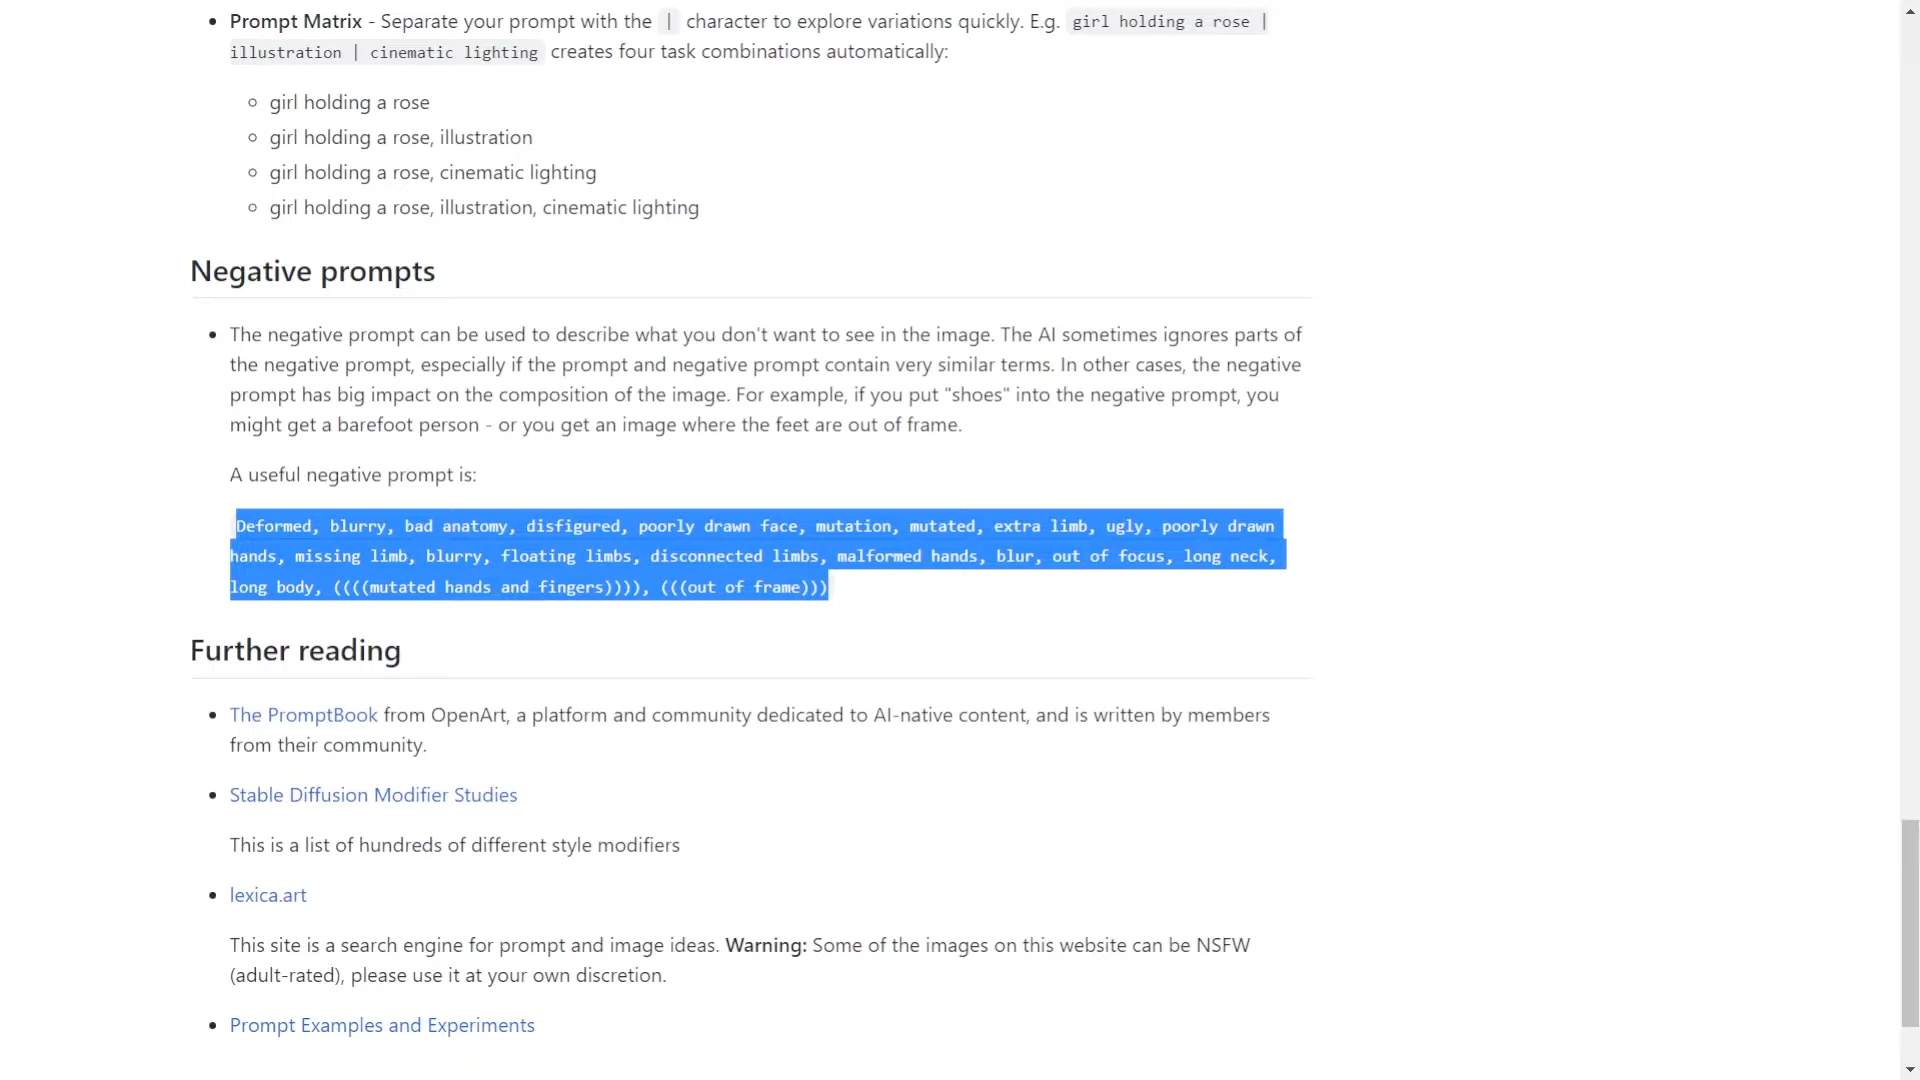 Prompt Matrix - Separate your prompt with the | character to explore variations quickly. E.g. girl holding a rose |
illustration | cinematic lighting creates four task combinations automatically:
girl holding a rose
girl holding a rose, illustration
girl holding a rose, cinematic lighting
girl holding a rose, illustration, cinematic lighting
Negative prompts
The negative prompt can be used to describe what you don't want to see in the image. The AI sometimes ignores parts of
the negative prompt, especially if the prompt and negative prompt contain very similar terms. In other cases, the negative
prompt has big impact on the composition of the image. For example, if you put "shoes" into the negative prompt, you
might get a barefoot person - or you get an image where the feet are out of frame.
A useful negative prompt is:
Deformed, blurry, bad anatomy, disfigured, poorly drawn face, mutation, mutated, extra limb, ugly, poorly drawn
hands, missing limb, blurry, floating limbs, disconnected limbs, malformed hands, blur, out of focus, long neck,
long body, ((((mutated hands and fingers)))), (((out of frame)))
Further reading
The PromptBook from OpenArt, a platform and community dedicated to AI-native content, and is written by members
from their community.
Stable Diffusion Modifier Studies
This is a list of hundreds of different style modifiers
lexica.art
This site is a search engine for prompt and image ideas. Warning: Some of the images on this website can be NSFW
(adult-rated), please use it at your own discretion.
Prompt Examples and Experiments